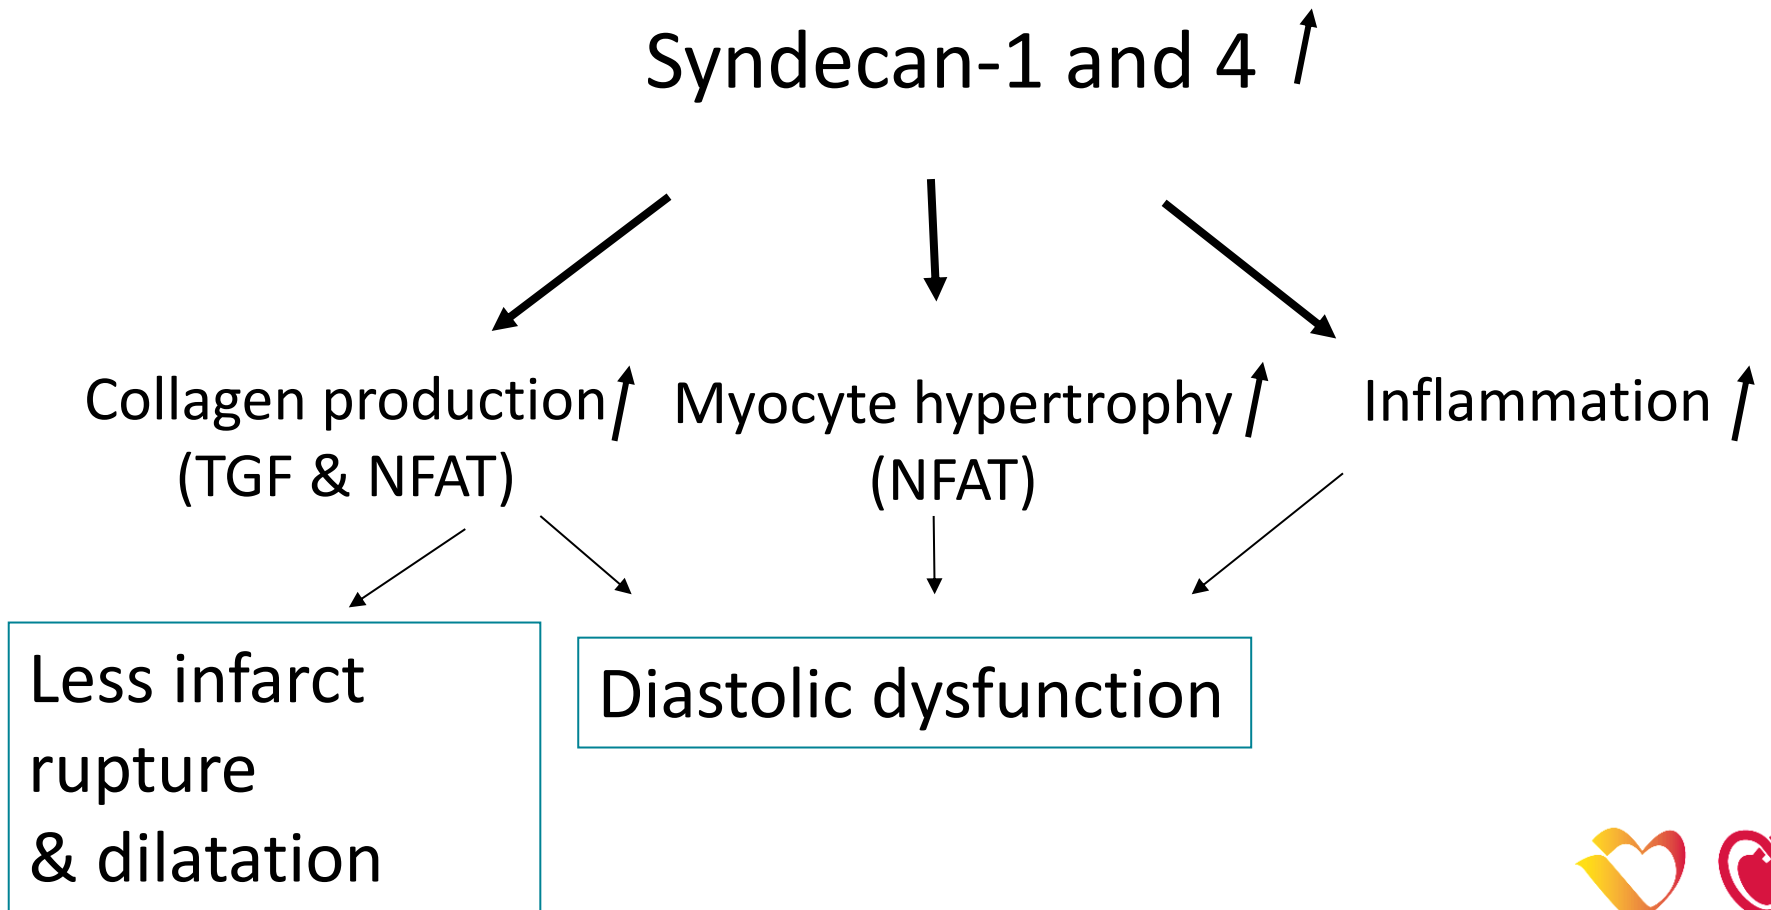 Syndecan-1 and 4
Collagen production
(TGF & NFAT)
Myocyte hypertrophy
(NFAT)
Inflammation
Less infarct
rupture
& dilatation
Diastolic dysfunction